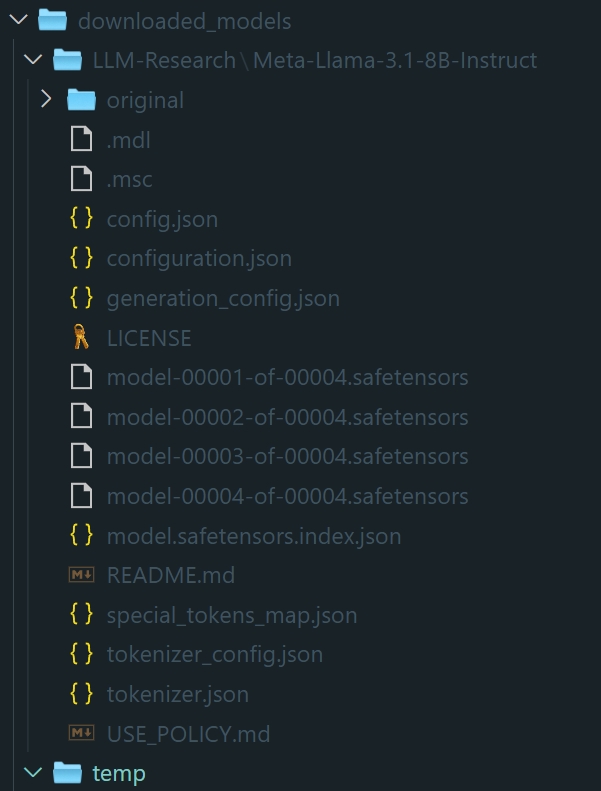 downloaded_models
LLM-Research\Meta-Llama-3.1-8B-Instruct
original
.mdl
.msc
{ } config.json
{ } configuration.json
{ } generation_config.json
LICENSE
model-00001-of-00004.safetensors
model-00002-of-00004.safetensors
model-00003-of-00004.safetensors
model-00004-of-00004.safetensors
{ } model.safetensors.index.json
M↓ README.md
{ } special_tokens_map.json
{ } tokenizer_config.json
{ } tokenizer.json
M↓ USE_POLICY.md
temp